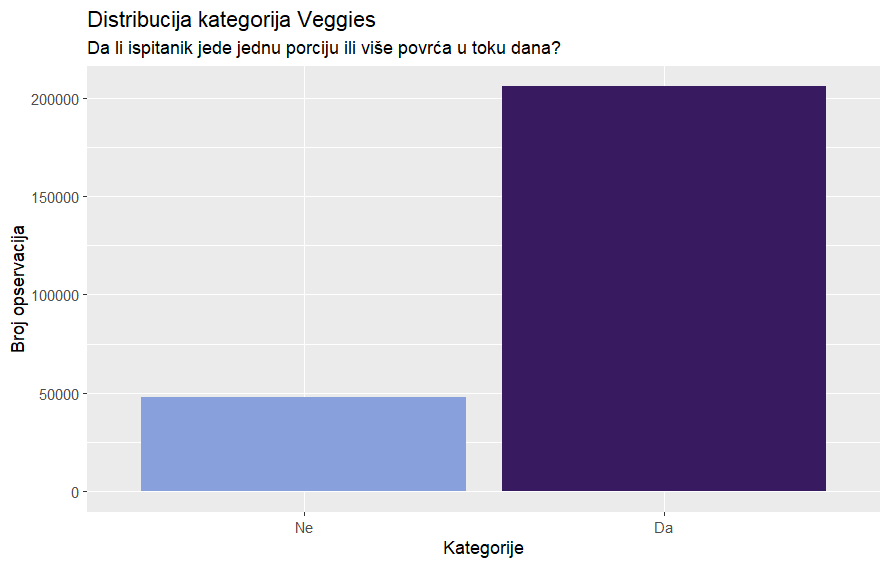 Distribucija kategorija Veggies
Da li ispitanik jede jednu porciju ili više povrća u toku dana?
Broj opservacija
200000
150000
100000
50000
0
Ne
Da
Kategorije